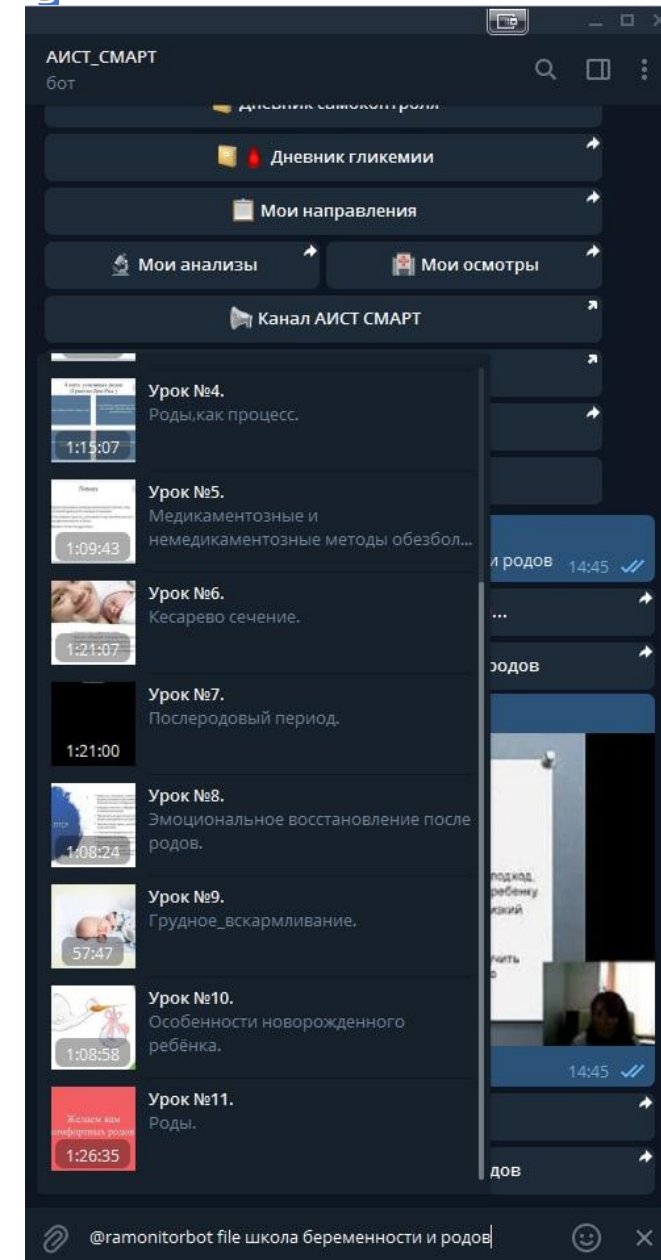 АИСТ_СМАРТ
бот
Дневник самоконтроля
Дневник гликемии
Мои направления
Мои анализы
Мои осмотры
Канал АИСТ СМАРТ
Урок №4.
Роды,как процесс.
1:15:07
Урок №5.
Медикаментозные и
немедикаментозные методы обезбол...
1:09:43
и родов 14:45
Урок №6.
Кесарево сечение.
1:21:07
...
родов
Урок №7.
Послеродовый период.
1:21:00
Урок №8.
Эмоциональное восстановление после
родов.
1:08:24
подход,
ребенку
Урок №9.
Грудное_вскармливание.
57:47
Урок №10.
Особенности новорожденного
ребёнка.
1:08:58
14:45
Урок №11.
Роды.
Желаем вам
комфортных родов
1:26:35
дов
@ramonitorbot file школа беременности и родов